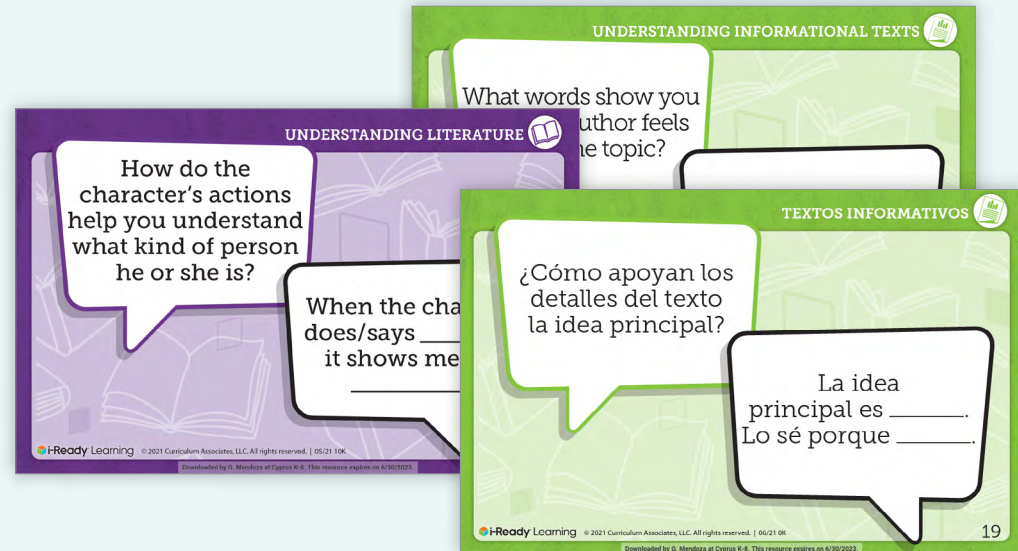 UNDERSTANDING INFORMATIONAL TEXTS
What words show you
uthor feels
e topic?
UNDERSTANDING LITERATURE
How do the
character's actions
help you understand
what kind of person
he or she is?
When the cha
does/says ____
it shows me
__________
i-Ready Learning © 2021 Curriculum Associates, LLC. All rights reserved. | 05/21 10K
Downloaded by G. Mendoza at Cyprus K-8. This resource expires on 6/30/2023.
TEXTOS INFORMATIVOS
¿Cómo apoyan los
detalles del texto
la idea principal?
La idea
principal es _______.
Lo sé porque _______.
i-Ready Learning © 2021 Curriculum Associates, LLC. All rights reserved. | 06/21 0K
19
Downloaded by G. Mendoza at Cyprus K-8. This resource expires on 6/30/2023.